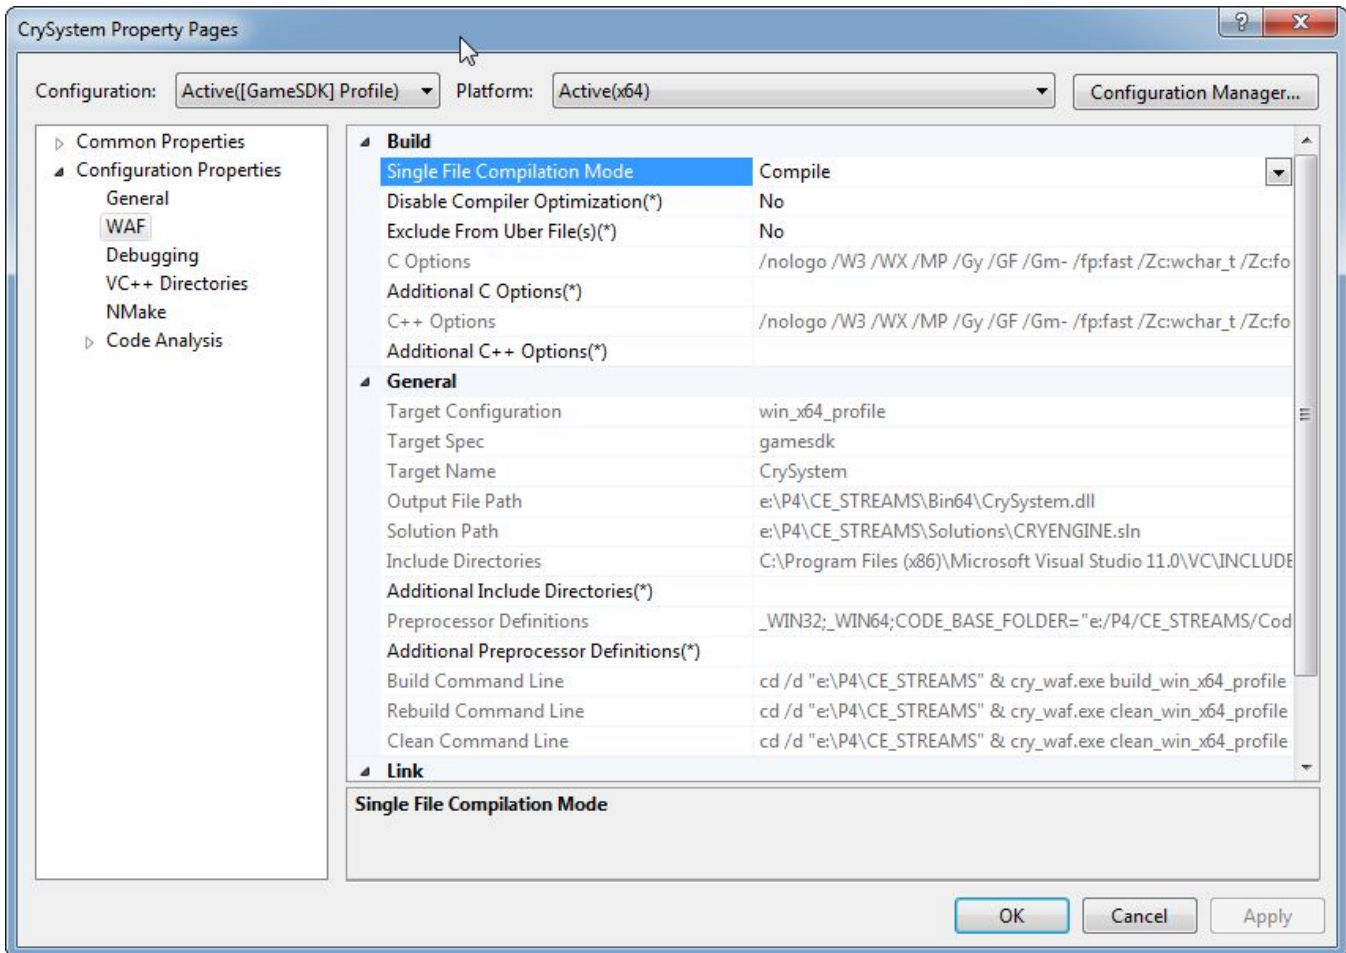 CrySystem Property Pages
Configuration: Active([GameSDK] Profile) Platform: Active(x64) Configuration Manager...
Common Properties
Configuration Properties
General
WAF
Debugging
VC++ Directories
NMake
Code Analysis
Build
Single File Compilation Mode Compile
Disable Compiler Optimization(*) No
Exclude From Uber File(s)(*) No
C Options /nologo /W3 /WX /MP /Gy /GF /Gm- /fp:fast /Zc:wchar_t /Zc:fo
Additional C Options(*)
C++ Options /nologo /W3 /WX /MP /Gy /GF /Gm- /fp:fast /Zc:wchar_t /Zc:fo
Additional C++ Options(*)
General
Target Configuration win_x64_profile
Target Spec gamesdk
Target Name CrySystem
Output File Path e:\P4\CE_STREAMS\Bin64\CrySystem.dll
Solution Path e:\P4\CE_STREAMS\Solutions\CRYENGINE.sln
Include Directories C:\Program Files (x86)\Microsoft Visual Studio 11.0\VC\INCLUDE
Additional Include Directories(*)
Preprocessor Definitions _WIN32;_WIN64;CODE_BASE_FOLDER="e:/P4/CE_STREAMS/Cod
Additional Preprocessor Definitions(*)
Build Command Line cd /d "e:\P4\CE_STREAMS" & cry_waf.exe build_win_x64_profile
Rebuild Command Line cd /d "e:\P4\CE_STREAMS" & cry_waf.exe clean_win_x64_profile
Clean Command Line cd /d "e:\P4\CE_STREAMS" & cry_waf.exe clean_win_x64_profile
Link
Single File Compilation Mode
OK Cancel Apply